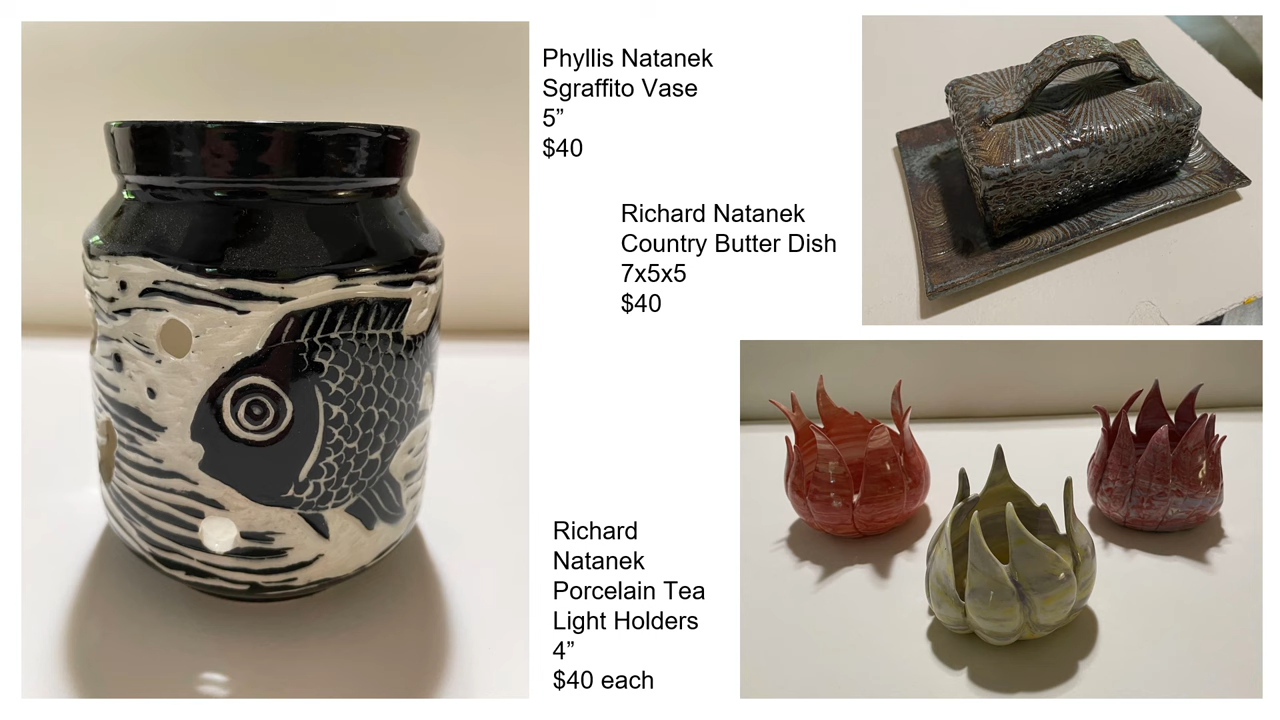 Phyllis Natanek
Sgraffito Vase
5”
$40
Richard Natanek
Country Butter Dish
7x5x5
$40
Richard
Natanek
Porcelain Tea
Light Holders
4”
$40 each